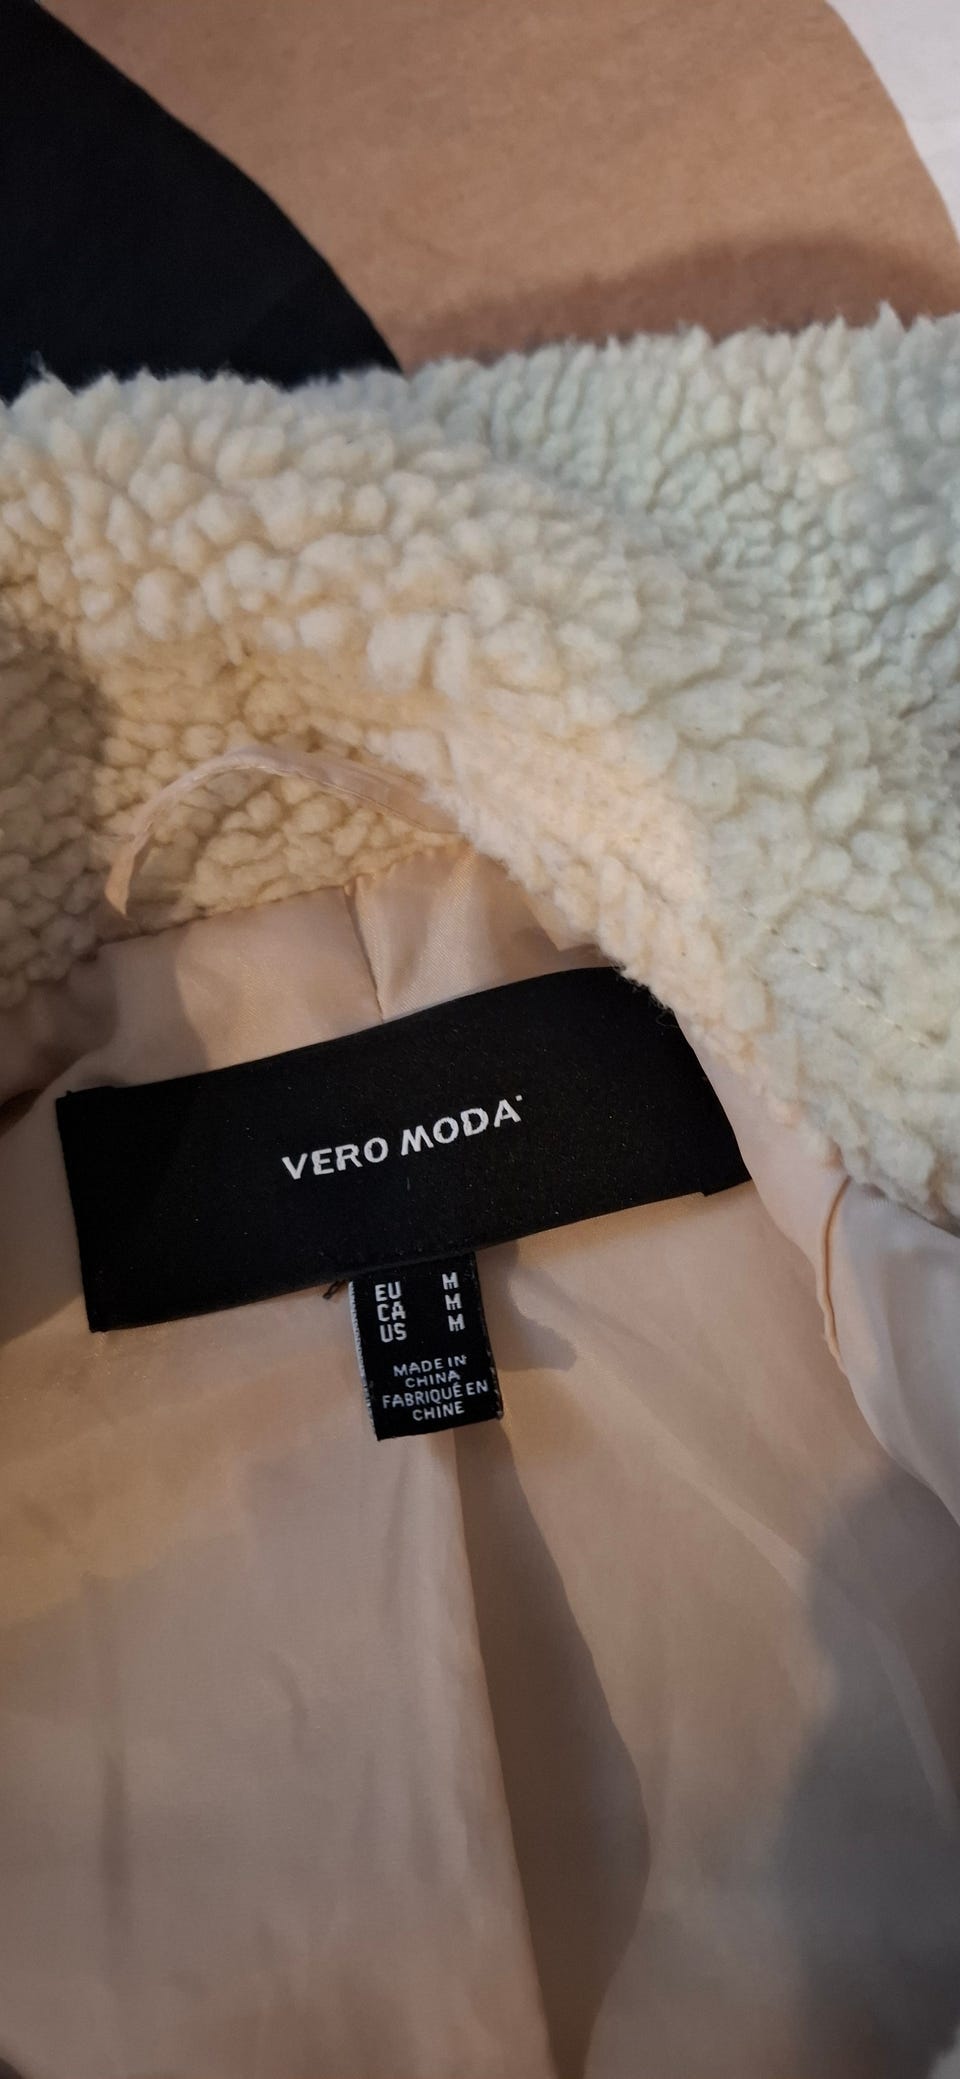 VERO MODA
EU M
CA M
US M
MADE IN
CHINA
FABRIQUÉ EN
CHINE